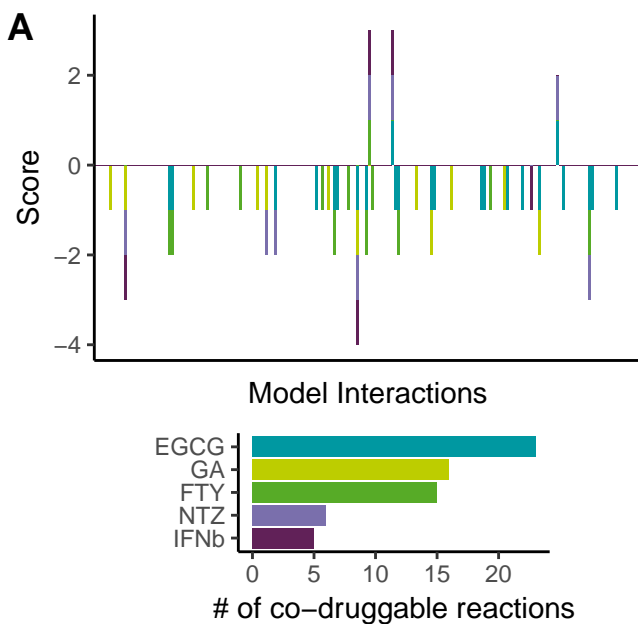 A
Score
2
0
−2
−4
Model Interactions
EGCG
GA
FTY
NTZ
IFNb
0 5 10 15 20
# of co−druggable reactions